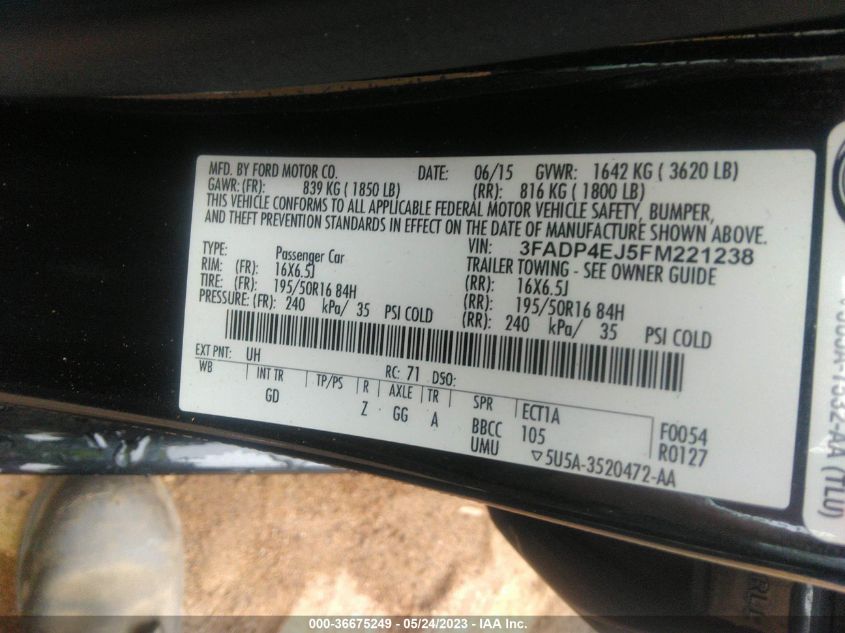 MFD. BY FORD MOTOR CO. DATE: 06/15 GVWR: 1642 KG ( 3620 LB)
GAWR: (FR): 839 KG ( 1850 LB) (RR): 816 KG ( 1800 LB)
THIS VEHICLE CONFORMS TO ALL APPLICABLE FEDERAL MOTOR VEHICLE SAFETY, BUMPER,
AND THEFT PREVENTION STANDARDS IN EFFECT ON THE DATE OF MANUFACTURE SHOWN ABOVE.
VIN: 3FADP4EJ5FM221238
TYPE: Passenger Car TRAILER TOWING - SEE OWNER GUIDE
RIM: (FR): 16X6.5J (RR): 16X6.5J
TIRE: (FR): 195/50R16 84H (RR): 195/50R16 84H
PRESSURE: (FR): 240 kPa/ 35 PSI COLD (RR): 240 kPa/ 35 PSI COLD
EXT PNT: UH RC: 71 DSO:
WB INT TR TP/PS R AXLE TR SPR ECT1A F0054
GD Z GG A BBCC 105 R0127
UMU ▽5U5A-3520472-AA
-1532-AA (TLU)
000-36675249 - 05/24/2023 - IAA Inc.